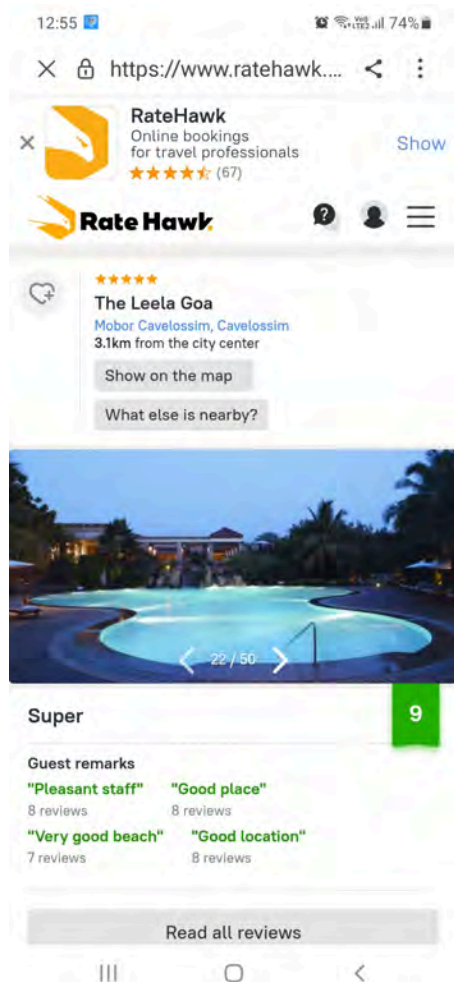 12:55
74%
https://www.ratehawk....
RateHawk
Online bookings
for travel professionals
(67)
Show
Rate Hawk.
The Leela Goa
Mobor Cavelossim, Cavelossim
3.1km from the city center
Show on the map
What else is nearby?
22 / 50
Super
9
Guest remarks
"Pleasant staff" "Good place"
8 reviews 8 reviews
"Very good beach" "Good location"
7 reviews 8 reviews
Read all reviews